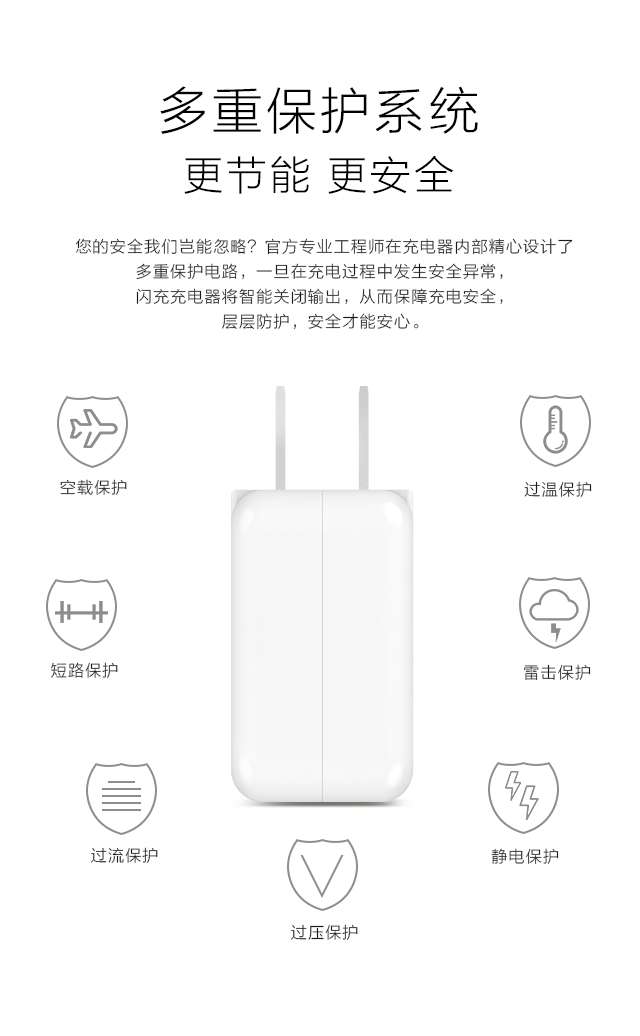 多重保护系统
更节能 更安全
您的安全我们岂能忽略？官方专业工程师在充电器内部精心设计了
多重保护电路，一旦在充电过程中发生安全异常，
闪充充电器将智能关闭输出，从而保障充电安全，
层层防护，安全才能安心。
空载保护
过温保护
短路保护
雷击保护
过流保护
静电保护
过压保护